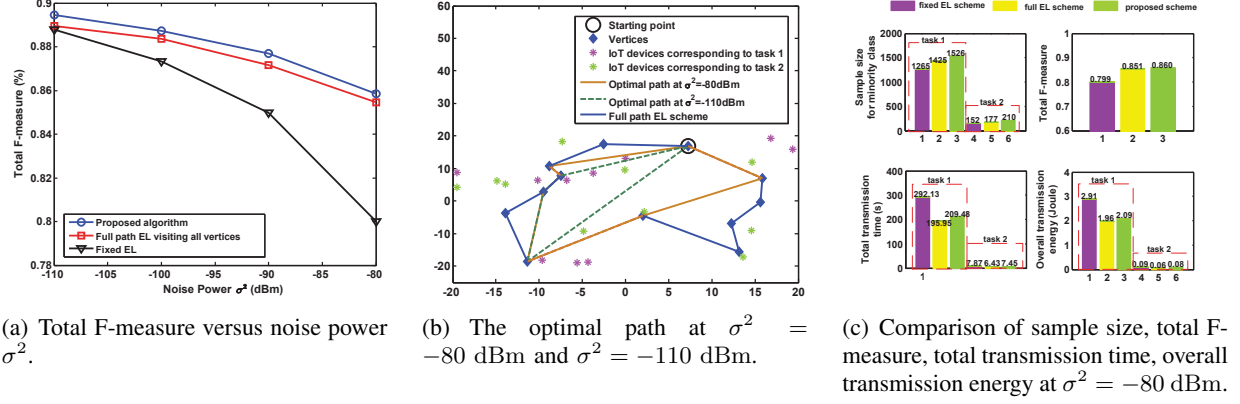 0.9
0.88
0.86
0.84
0.82
0.8
0.78
Total F-measure (%)
Proposed algorithm
Full path EL visiting all vertices
Fixed EL
-110 -105 -100 -95 -90 -85 -80
Noise Power σ² (dBm)
(a) Total F-measure versus noise power
σ².
60
50
40
30
20
10
0
-10
-20
-30
Starting point
Vertices
IoT devices corresponding to task 1
IoT devices corresponding to task 2
Optimal path at σ²=-80dBm
Optimal path at σ²=-110dBm
Full path EL scheme
-20 -15 -10 -5 0 5 10 15 20
(b) The optimal path at σ² =
−80 dBm and σ² = −110 dBm.
fixed EL scheme full EL scheme proposed scheme
Sample size
for minority class
2000
1500
1000
500
0
task 1
1265 1425 1526
task 2
152 177 210
1 2 3 4 5 6
Total F-measure
1
0.9
0.8
0.7
0.6
0.799 0.851 0.860
1 2 3
Total transmission
time (s)
400
300
200
100
0
task 1
292.13 195.95 209.48
task 2
7.87 6.43 7.45
1
Overall transmission
energy (Joule)
4
3
2
1
0
task 1
2.91 1.96 2.09
task 2
0.09 0.06 0.08
1 2 3 4 5 6
(c) Comparison of sample size, total F-
measure, total transmission time, overall
transmission energy at σ² = −80 dBm.